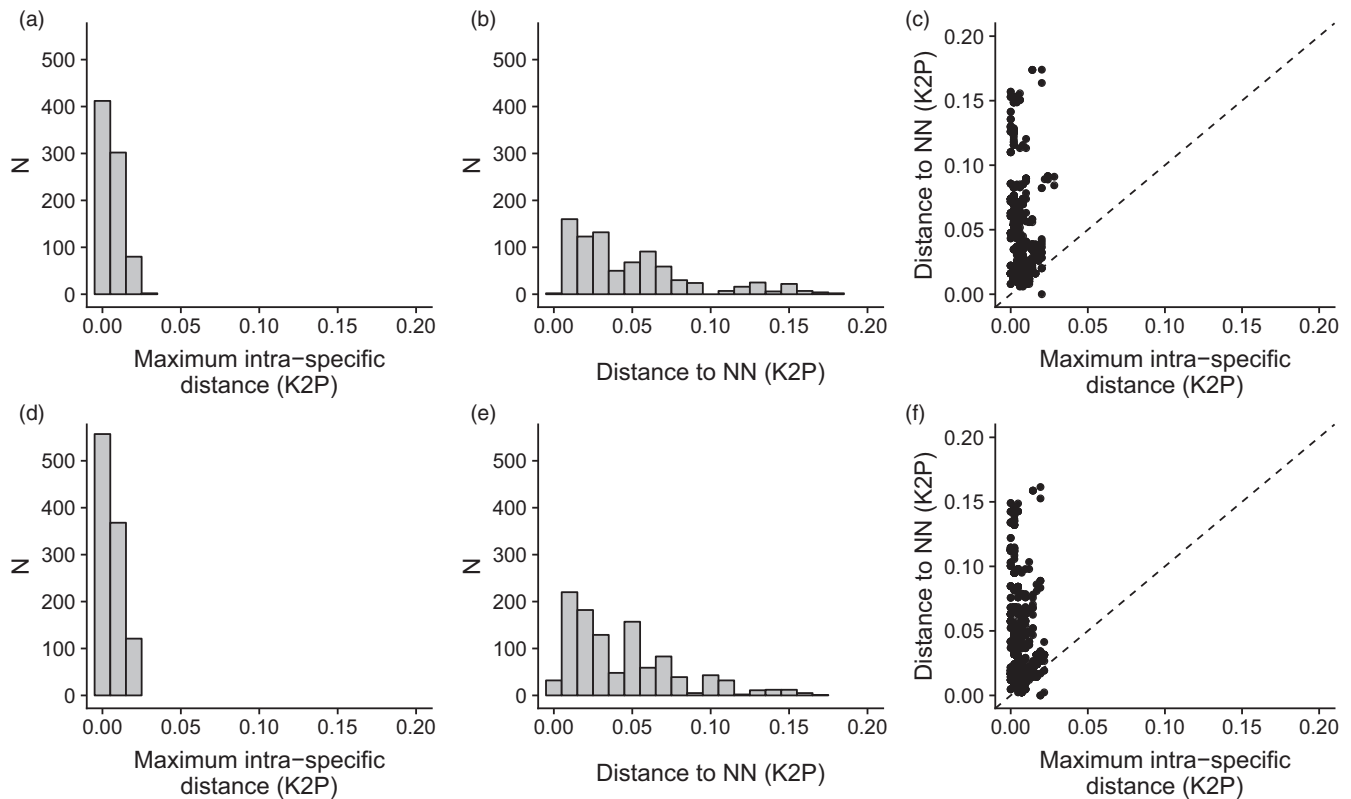 (a)
500
400
300
200
100
0
N
0.00 0.05 0.10 0.15 0.20
Maximum intra−specific
distance (K2P)
(b)
500
400
300
200
100
0
N
0.00 0.05 0.10 0.15 0.20
Distance to NN (K2P)
(c)
0.20
0.15
0.10
0.05
0.00
Distance to NN (K2P)
0.00 0.05 0.10 0.15 0.20
Maximum intra−specific
distance (K2P)
(d)
500
400
300
200
100
0
N
0.00 0.05 0.10 0.15 0.20
Maximum intra−specific
distance (K2P)
(e)
500
400
300
200
100
0
N
0.00 0.05 0.10 0.15 0.20
Distance to NN (K2P)
(f)
0.20
0.15
0.10
0.05
0.00
Distance to NN (K2P)
0.00 0.05 0.10 0.15 0.20
Maximum intra−specific
distance (K2P)